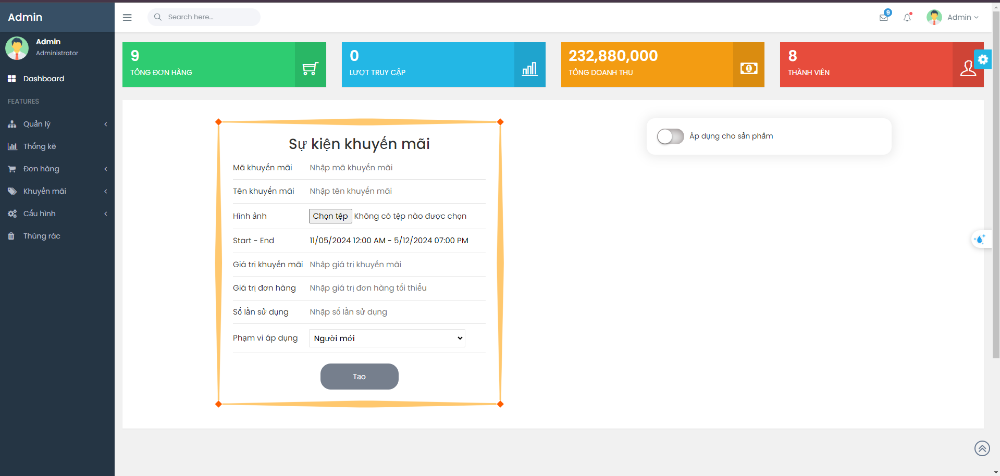 Admin
Search here...
9
Admin
Admin
Administrator
Dashboard
FEATURES
Quản lý
Thống kê
Đơn hàng
Khuyến mãi
Cấu hình
Thùng rác
9
TỔNG ĐƠN HÀNG
0
LƯỢT TRUY CẬP
232,880,000
TỔNG DOANH THU
1
8
THÀNH VIÊN
Sự kiện khuyến mãi
Mã khuyến mãi Nhập mã khuyến mãi
Tên khuyến mãi Nhập tên khuyến mãi
Hình ảnh Chọn tệp Không có tệp nào được chọn
Start - End 11/05/2024 12:00 AM - 5/12/2024 07:00 PM
Giá trị khuyến mãi Nhập giá trị khuyến mãi
Giá trị đơn hàng Nhập giá trị đơn hàng tối thiểu
Số lần sử dụng Nhập số lần sử dụng
Phạm vi áp dụng Người mới
Tạo
Áp dụng cho sản phẩm